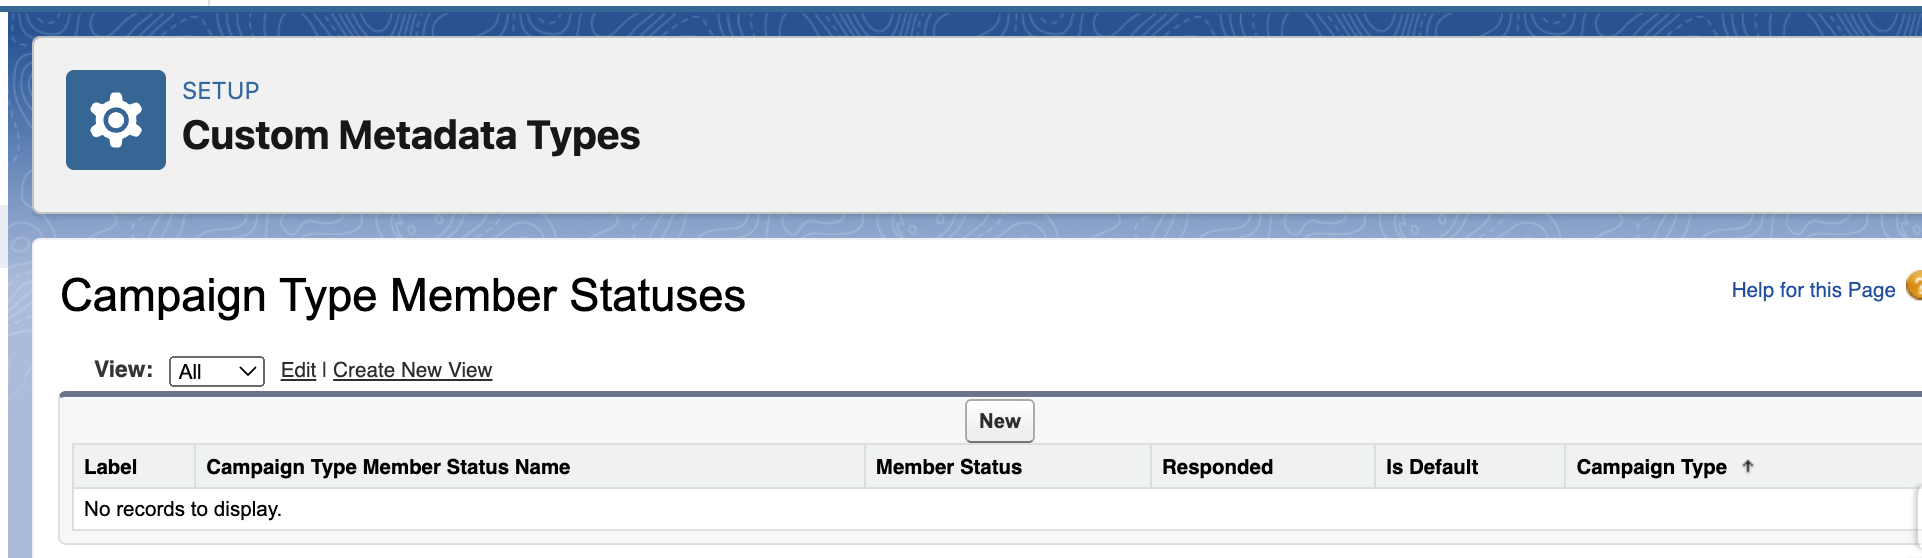 SETUP
Custom Metadata Types
Campaign Type Member Statuses
Help for this Page ?
View: All Edit | Create New View
New
Label Campaign Type Member Status Name Member Status Responded Is Default Campaign Type ↑
No records to display.